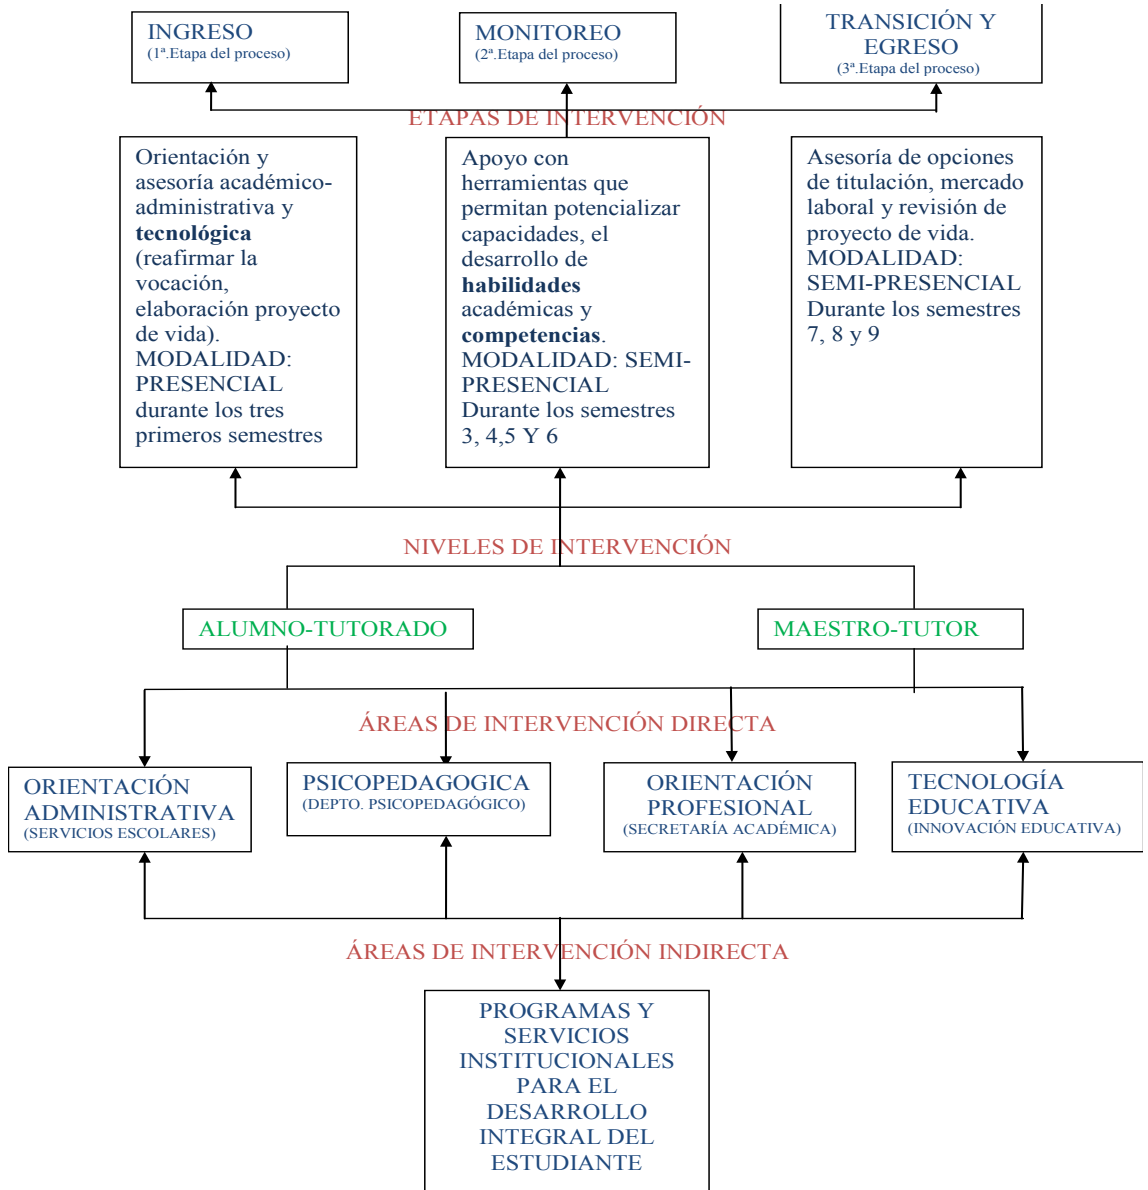 INGRESO
(1ª.Etapa del proceso)
MONITOREO
(2ª.Etapa del proceso)
TRANSICIÓN Y
EGRESO
(3ª.Etapa del proceso)
ETAPAS DE INTERVENCIÓN
Orientación y
asesoría académico-
administrativa y
tecnológica
(reafirmar la
vocación,
elaboración proyecto
de vida).
MODALIDAD:
PRESENCIAL
durante los tres
primeros semestres
Apoyo con
herramientas que
permitan potencializar
capacidades, el
desarrollo de
habilidades
académicas y
competencias.
MODALIDAD: SEMI-
PRESENCIAL
Durante los semestres
3, 4,5 Y 6
Asesoría de opciones
de titulación, mercado
laboral y revisión de
proyecto de vida.
MODALIDAD:
SEMI-PRESENCIAL
Durante los semestres
7, 8 y 9
NIVELES DE INTERVENCIÓN
ALUMNO-TUTORADO
MAESTRO-TUTOR
ÁREAS DE INTERVENCIÓN DIRECTA
ORIENTACIÓN
ADMINISTRATIVA
(SERVICIOS ESCOLARES)
PSICOPEDAGOGICA
(DEPTO. PSICOPEDAGÓGICO)
ORIENTACIÓN
PROFESIONAL
(SECRETARÍA ACADÉMICA)
TECNOLOGÍA
EDUCATIVA
(INNOVACIÓN EDUCATIVA)
ÁREAS DE INTERVENCIÓN INDIRECTA
PROGRAMAS Y
SERVICIOS
INSTITUCIONALES
PARA EL
DESARROLLO
INTEGRAL DEL
ESTUDIANTE